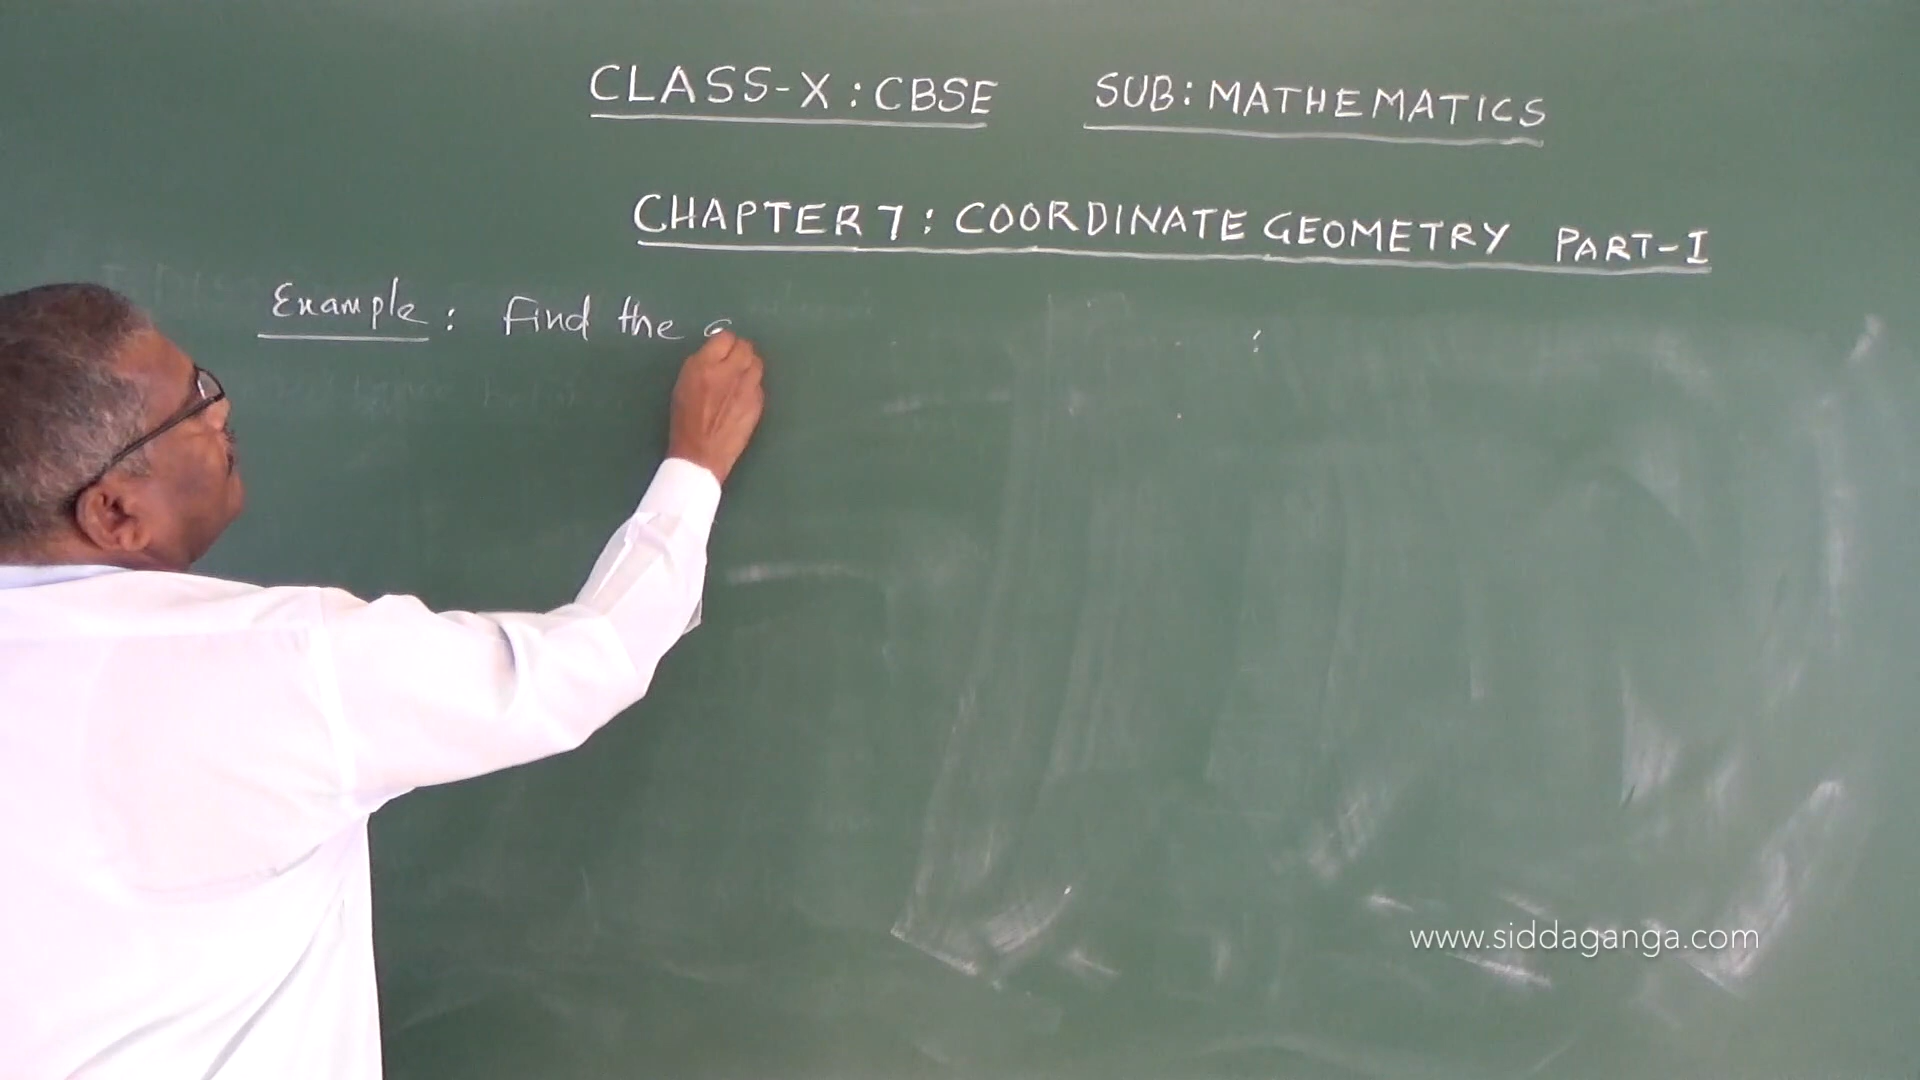 CLASS-X : CBSE SUB: MATHEMATICS
CHAPTER 7 : COORDINATE GEOMETRY PART-I
Example : Find the
www.siddaganga.com